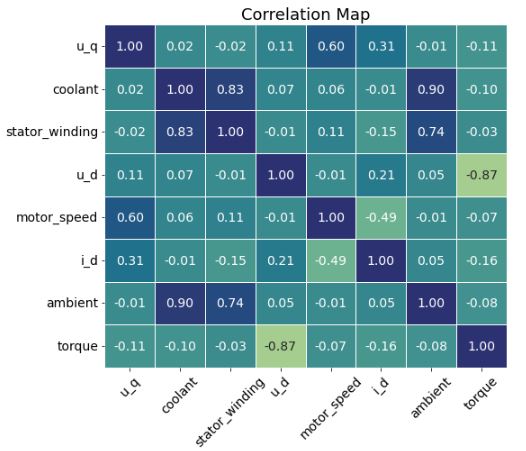 Correlation Map
u_q 1.00 0.02 -0.02 0.11 0.60 0.31 -0.01 -0.11
coolant 0.02 1.00 0.83 0.07 0.06 -0.01 0.90 -0.10
stator_winding -0.02 0.83 1.00 -0.01 0.11 -0.15 0.74 -0.03
u_d 0.11 0.07 -0.01 1.00 -0.01 0.21 0.05 -0.87
motor_speed 0.60 0.06 0.11 -0.01 1.00 -0.49 -0.01 -0.07
i_d 0.31 -0.01 -0.15 0.21 -0.49 1.00 0.05 -0.16
ambient -0.01 0.90 0.74 0.05 -0.01 0.05 1.00 -0.08
torque -0.11 -0.10 -0.03 -0.87 -0.07 -0.16 -0.08 1.00
u_q coolant stator_winding u_d motor_speed i_d ambient torque